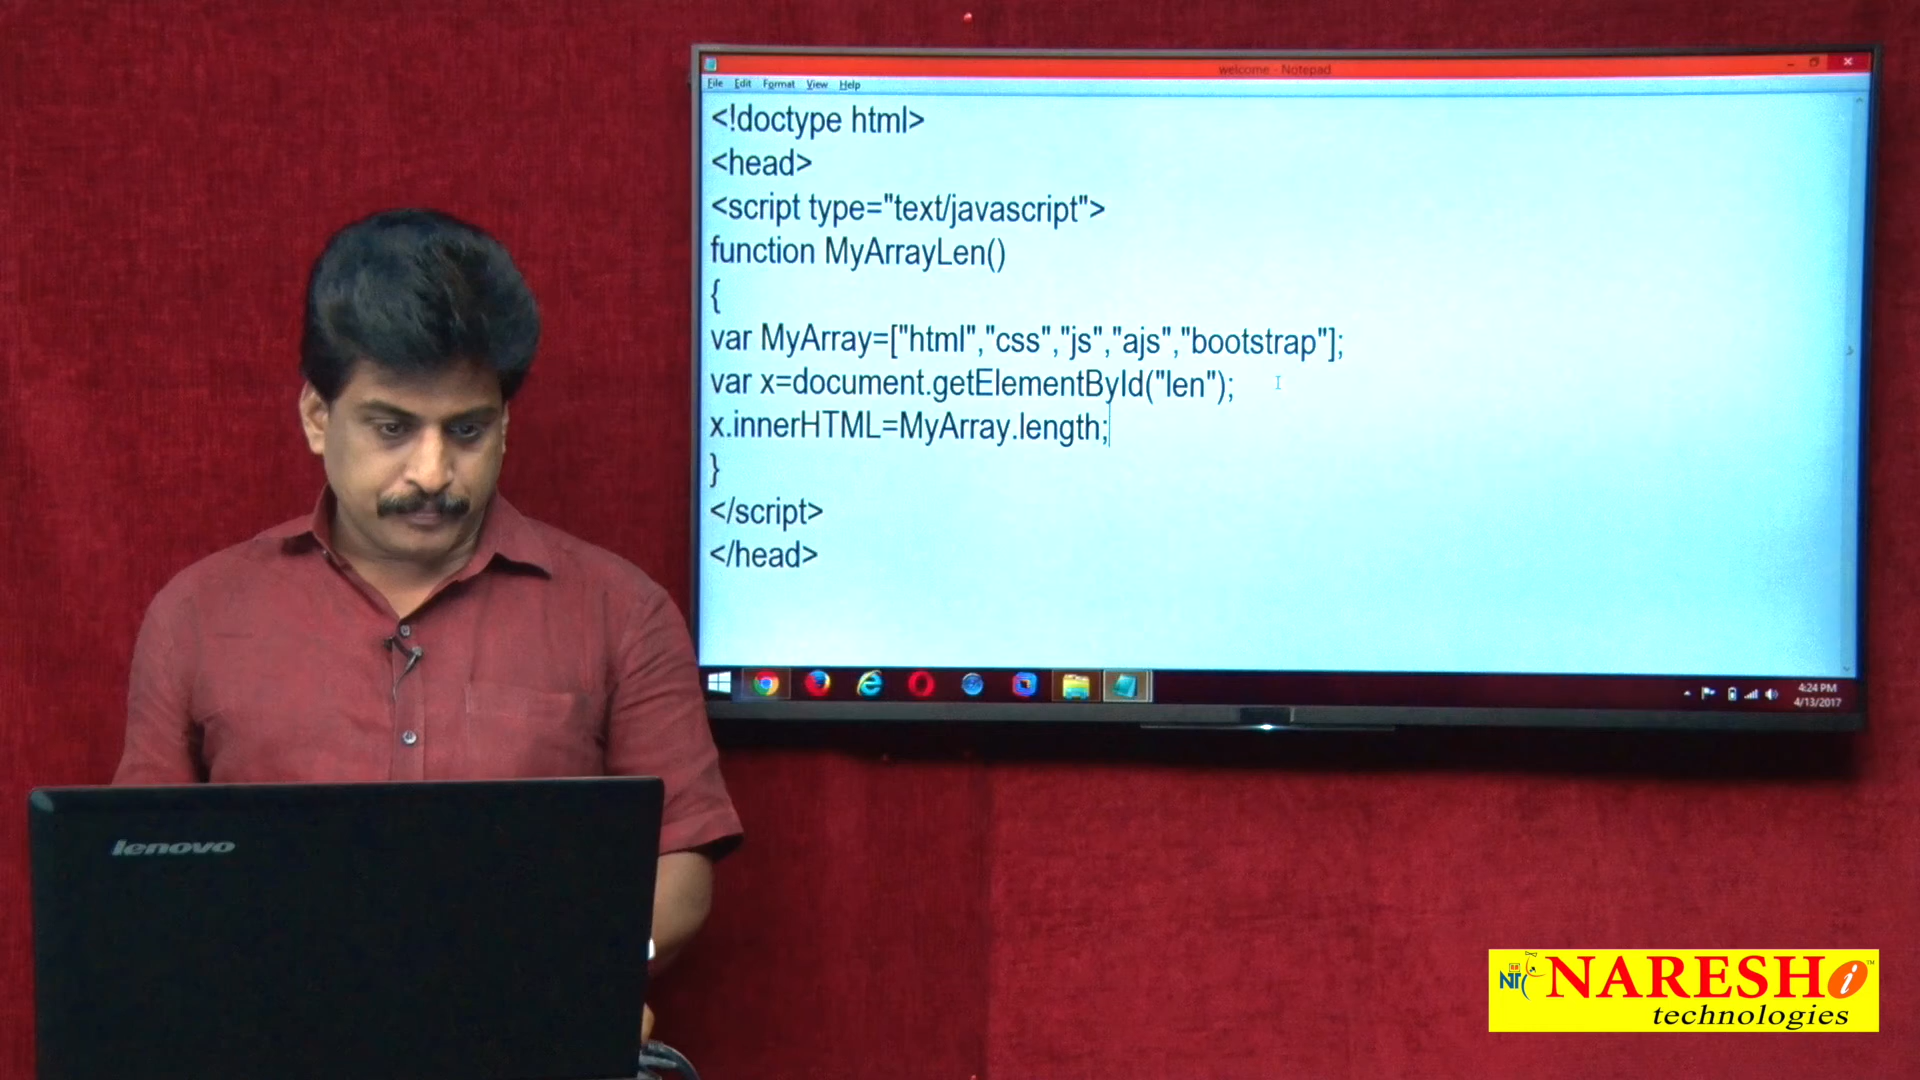 welcome - Notepad
File Edit Format View Help
<!doctype html>
<head>
<script type="text/javascript">
function MyArrayLen()
{
var MyArray=["html","css","js","ajs","bootstrap"];
var x=document.getElementById("len");
x.innerHTML=MyArray.length;
}
</script>
</head>
4:24 PM
4/13/2017
lenovo
NT
NARESH i ™
technologies